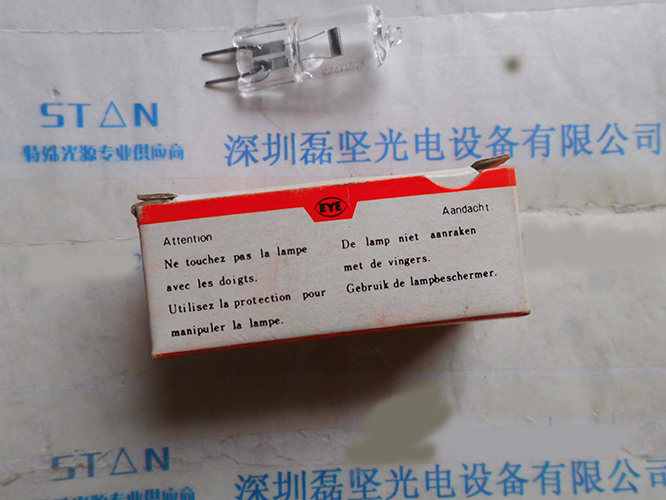 STAN
特殊光源专业供应商
深圳磊坚光电设备有限公司
EYE
Attention
Ne touchez pas la lampe
avec les doigts.
Utilisez la protection pour
manipuler la lampe.
Aandacht
De lamp niet aanraken
met de vingers.
Gebruik de lampbeschermer.
STAN
特殊光源专业供应商
深圳磊坚光电设备有限公司